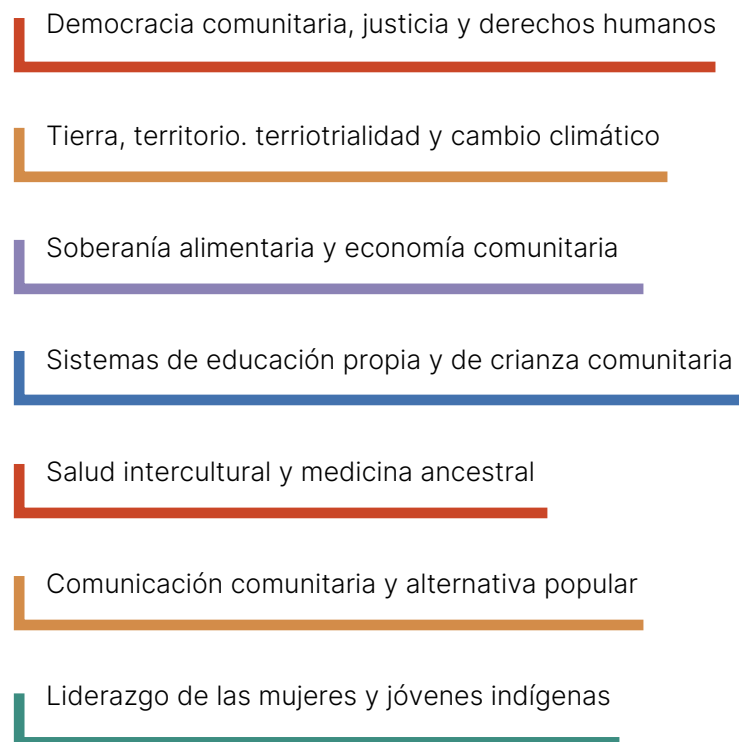 Democracia comunitaria, justicia y derechos humanos
Tierra, territorio. terriotrialidad y cambio climático
Soberanía alimentaria y economía comunitaria
Sistemas de educación propia y de crianza comunitaria
Salud intercultural y medicina ancestral
Comunicación comunitaria y alternativa popular
Liderazgo de las mujeres y jóvenes indígenas